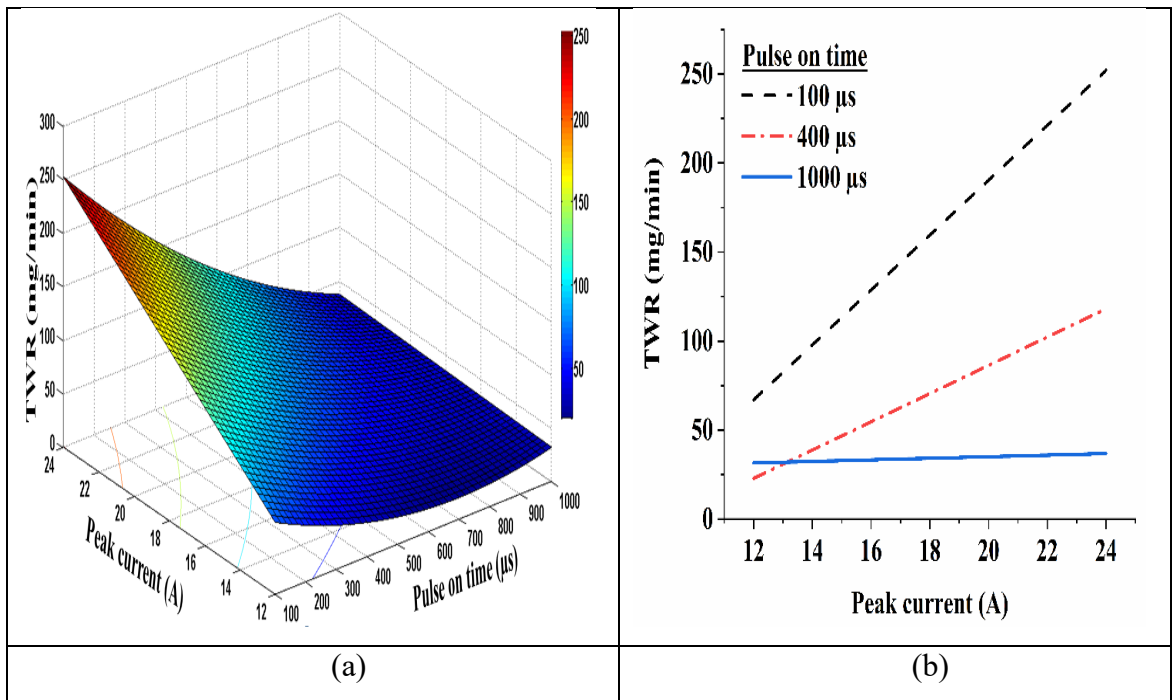 300
250
200
150
100
50
0
TWR (mg/min)
24
22
20
18
16
14
12
Peak current (A)
100
200
300
400
500
600
700
800
900
1000
Pulse on time (µs)
250
200
150
100
50
(a)
Pulse on time
100 µs
400 µs
1000 µs
250
200
150
100
50
0
TWR (mg/min)
12 14 16 18 20 22 24
Peak current (A)
(b)